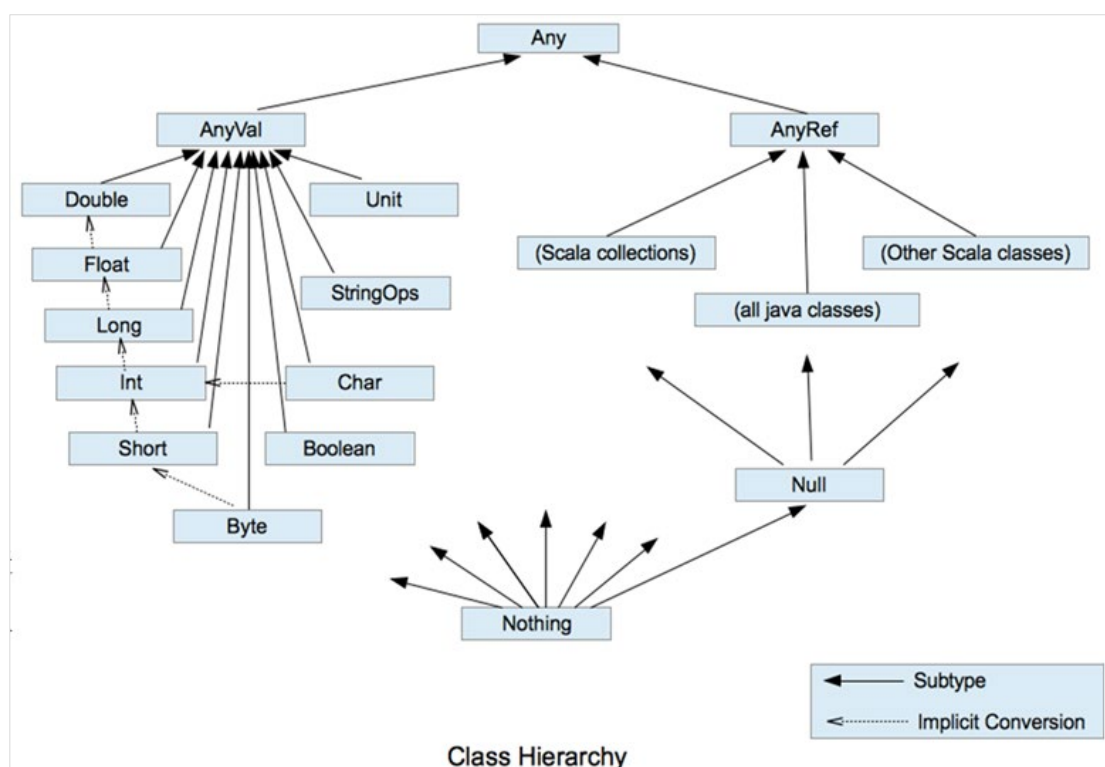 Any
AnyVal
AnyRef
Double
Unit
Float
(Scala collections)
(Other Scala classes)
StringOps
(all java classes)
Long
Int
Char
Short
Boolean
Null
Byte
Nothing
Subtype
Implicit Conversion
Class Hierarchy